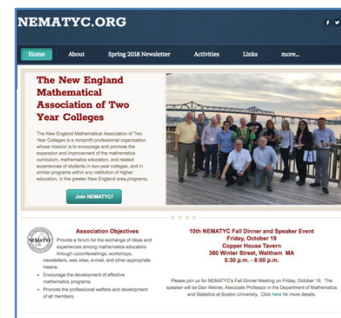 NEMATYC.ORG
Home About Spring 2018 Newsletter Activities Links more...
The New England
Mathematical
Association of Two
Year Colleges
The New England Mathematical Association of Two
Year Colleges is a nonprofit professional organization
whose mission is to encourage and promote the
expansion and improvement of the mathematics
curriculum, mathematics education, and related
experiences of students in two-year colleges, and in
similar programs within any institution of higher
education, in the greater New England area.programs,
Join NEMATYC!
Association Objectives
NEMATYC
Provide a forum for the exchange of ideas and
experiences among mathematics educators
through cooinferestings, workshops,
newsletters, web sites, e-mail, and other appropriate
means.
Encourage the development of effective
mathematics programs.
Promote the professional welfare and development
of all members.
10th NEMATYC Fall Dinner and Speaker Event
Friday, October 19
Copper House Tavern
380 Winter Street, Waltham MA
5:30 p.m. - 8:00 p.m.
Please join us for NEMATYC's Fall Dinner Meeting on Friday, October 19. The
speaker will be Dan Weiner, Associate Professor in the Department of Mathematics
and Statistics at Boston University. Click here for more details.